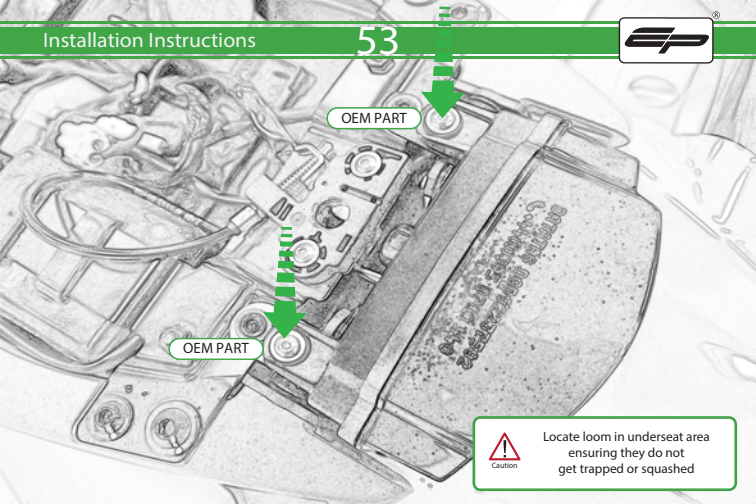 Installation Instructions
53
EP
®
OEM PART
OEM PART
Caution
Locate loom in underseat area
ensuring they do not
get trapped or squashed